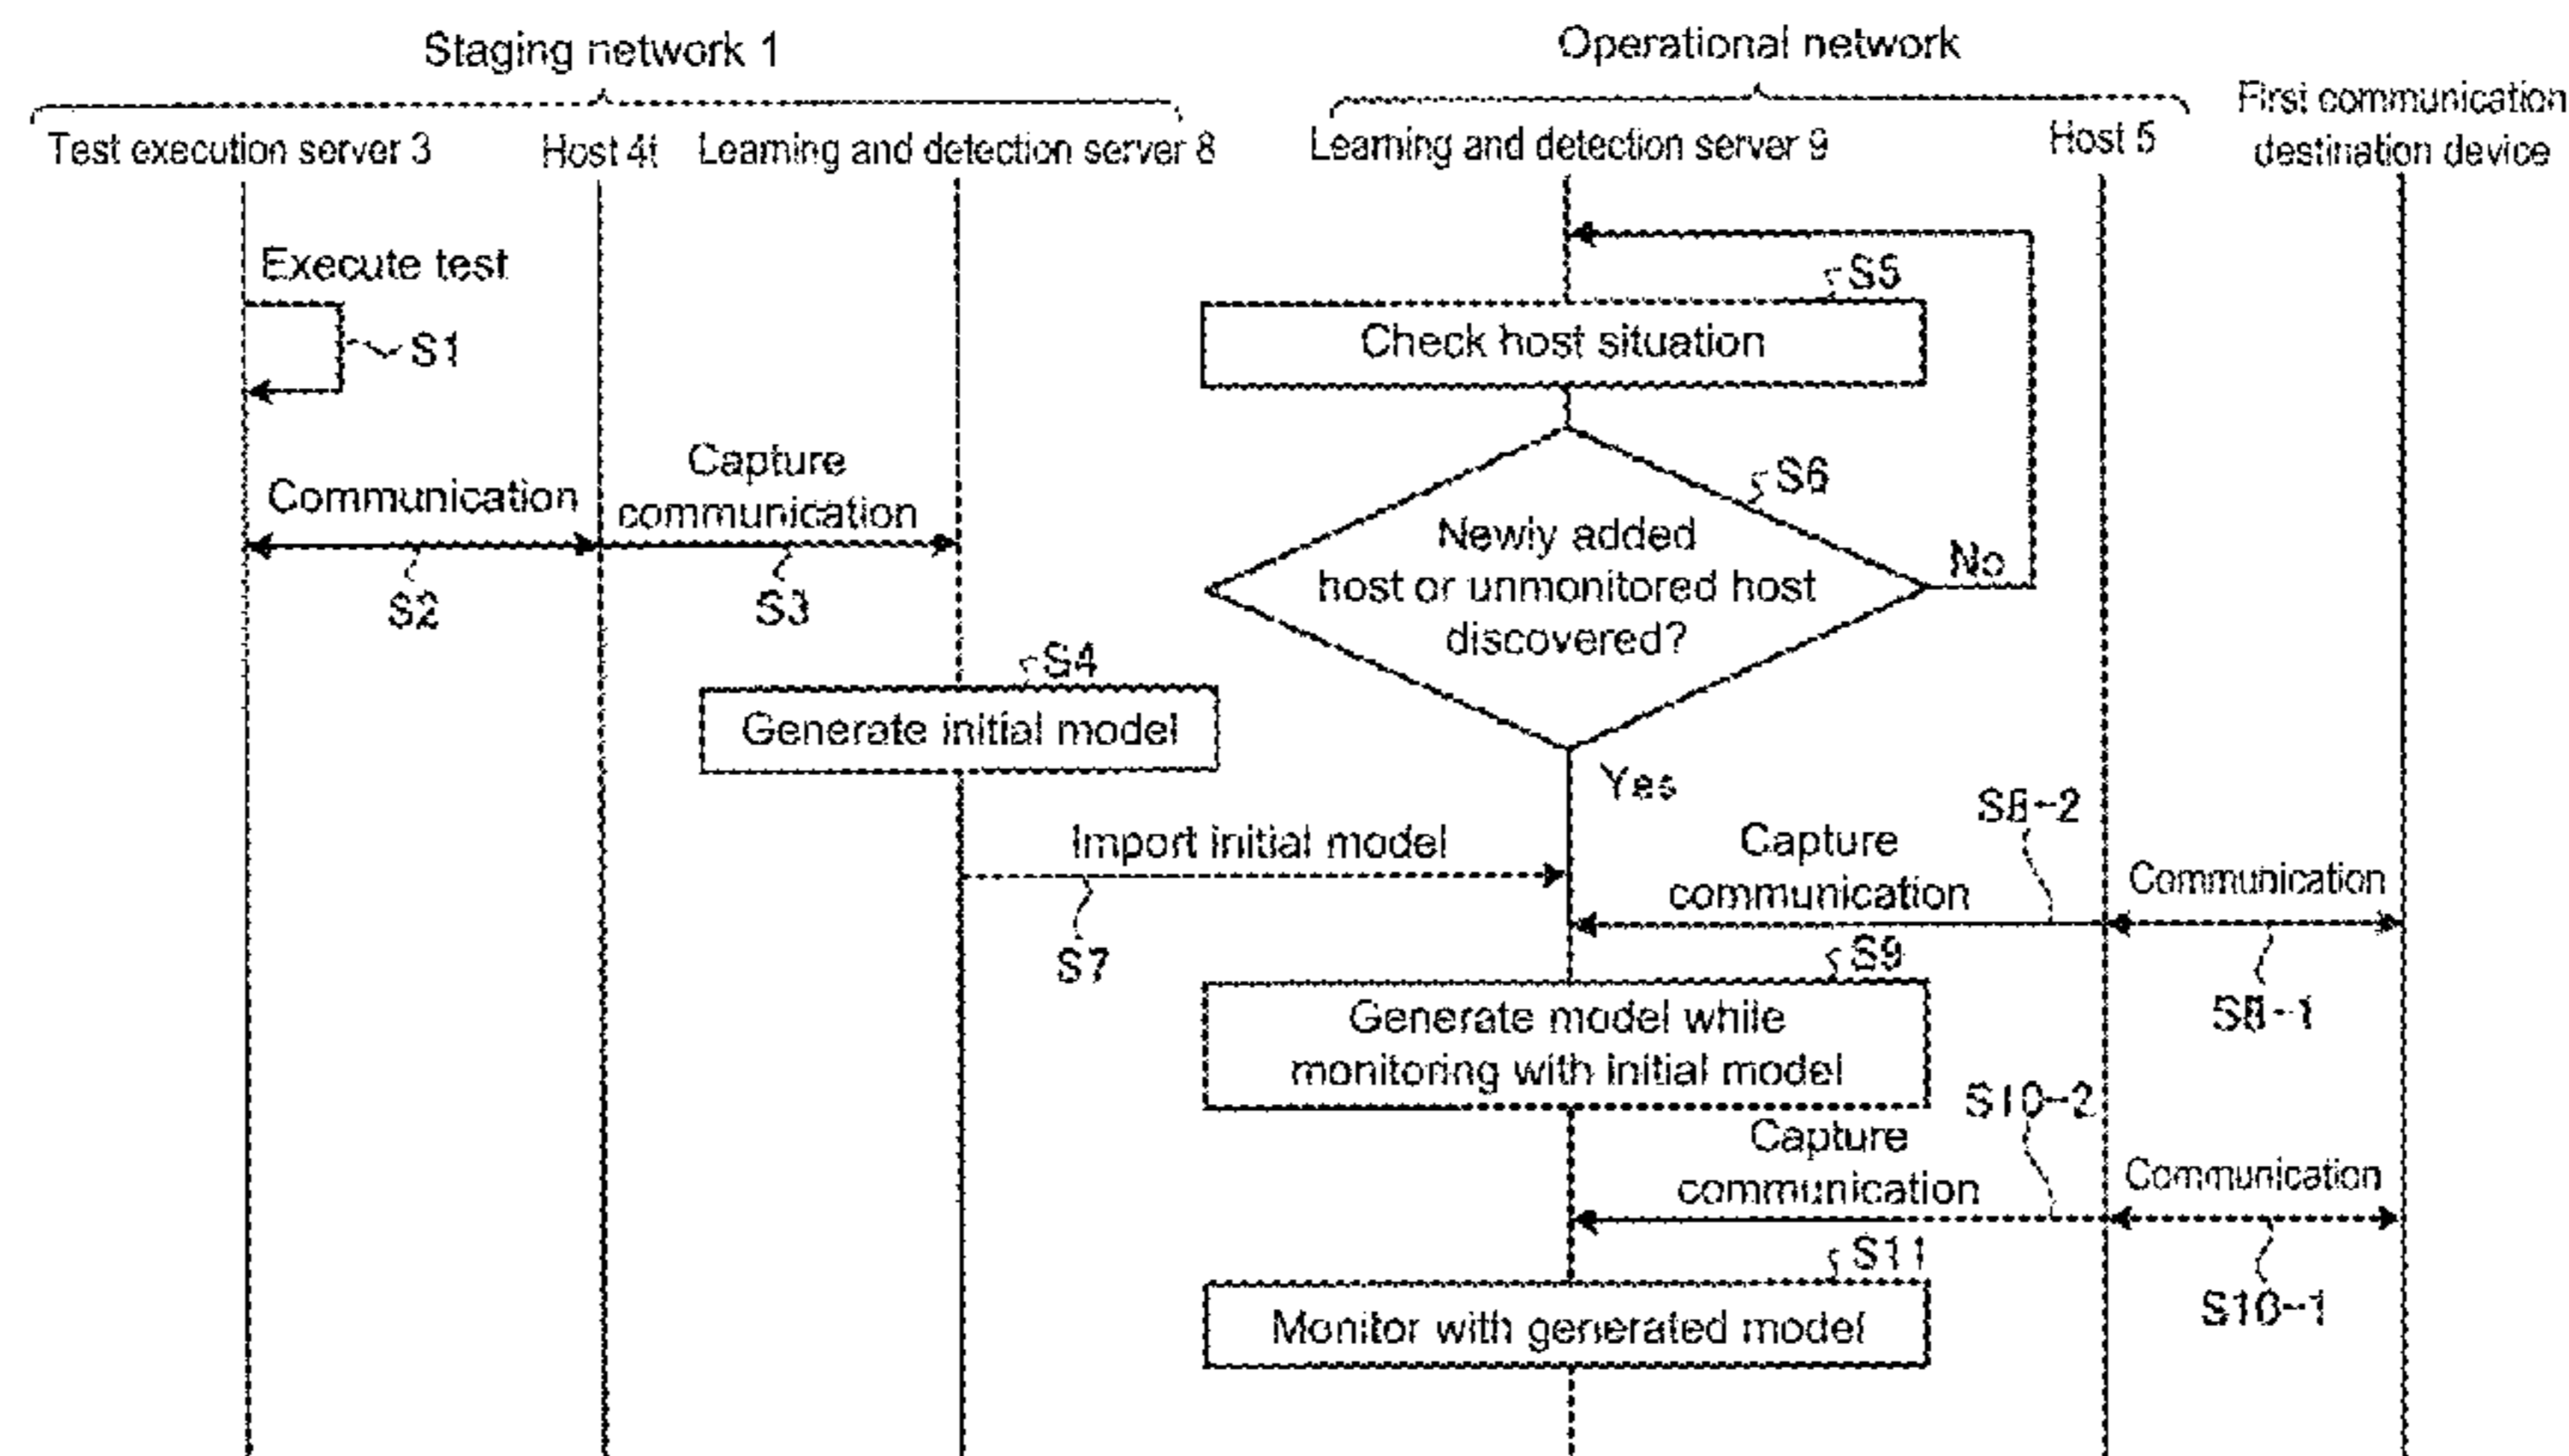 Staging network 1
Operational network
First communication
destination device
Test execution server 3
Host 4t
Learning and detection server 8
Learning and detection server 9
Host 5
Execute test
S1
S5
Check host situation
Capture
communication
Communication
S2
S3
S6
Newly added
host or unmonitored host
discovered?
No
Yes
S4
Generate initial model
Import initial model
S7
S8-2
Capture
communication
Communication
S8-1
S9
Generate model while
monitoring with initial model
S10-2
Capture
communication
Communication
S10-1
S11
Monitor with generated model